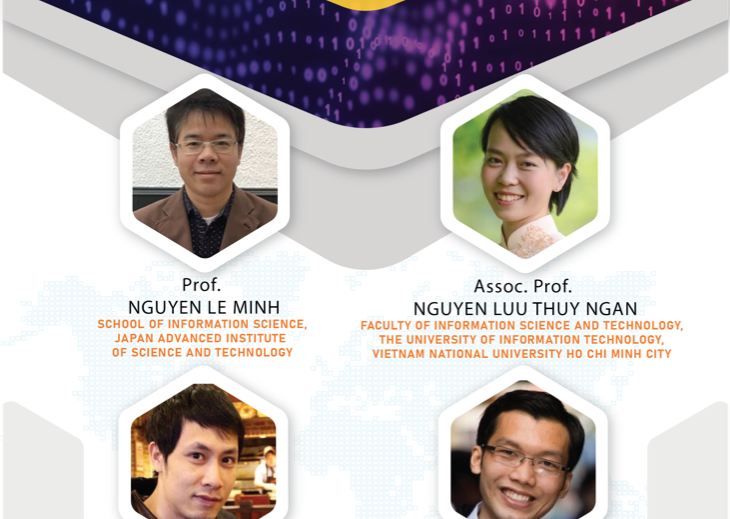 Prof.
NGUYEN LE MINH
SCHOOL OF INFORMATION SCIENCE,
JAPAN ADVANCED INSTITUTE
OF SCIENCE AND TECHNOLOGY
Assoc. Prof.
NGUYEN LUU THUY NGAN
FACULTY OF INFORMATION SCIENCE AND TECHNOLOGY,
THE UNIVERSITY OF INFORMATION TECHNOLOGY,
VIETNAM NATIONAL UNIVERSITY HO CHI MINH CITY